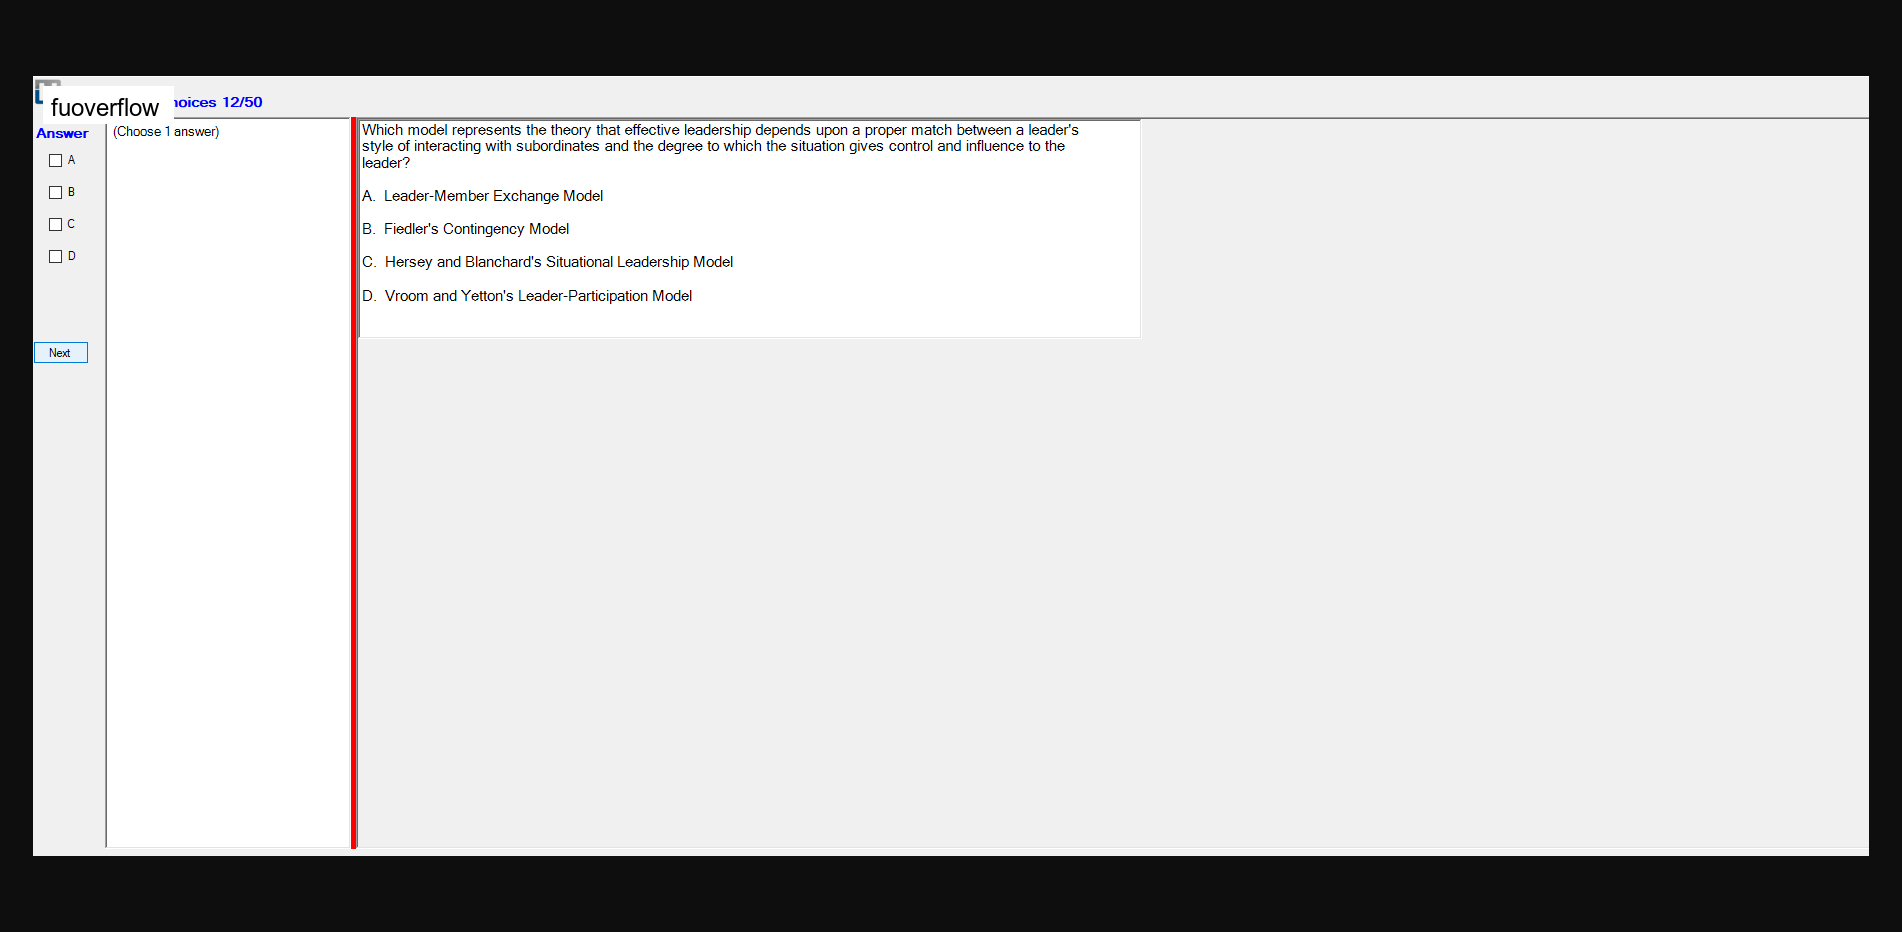 fuoverflow
hoices 12/50
Answer
(Choose 1 answer)
A
B
C
D
Next
Which model represents the theory that effective leadership depends upon a proper match between a leader's
style of interacting with subordinates and the degree to which the situation gives control and influence to the
leader?
A. Leader-Member Exchange Model
B. Fiedler's Contingency Model
C. Hersey and Blanchard's Situational Leadership Model
D. Vroom and Yetton's Leader-Participation Model